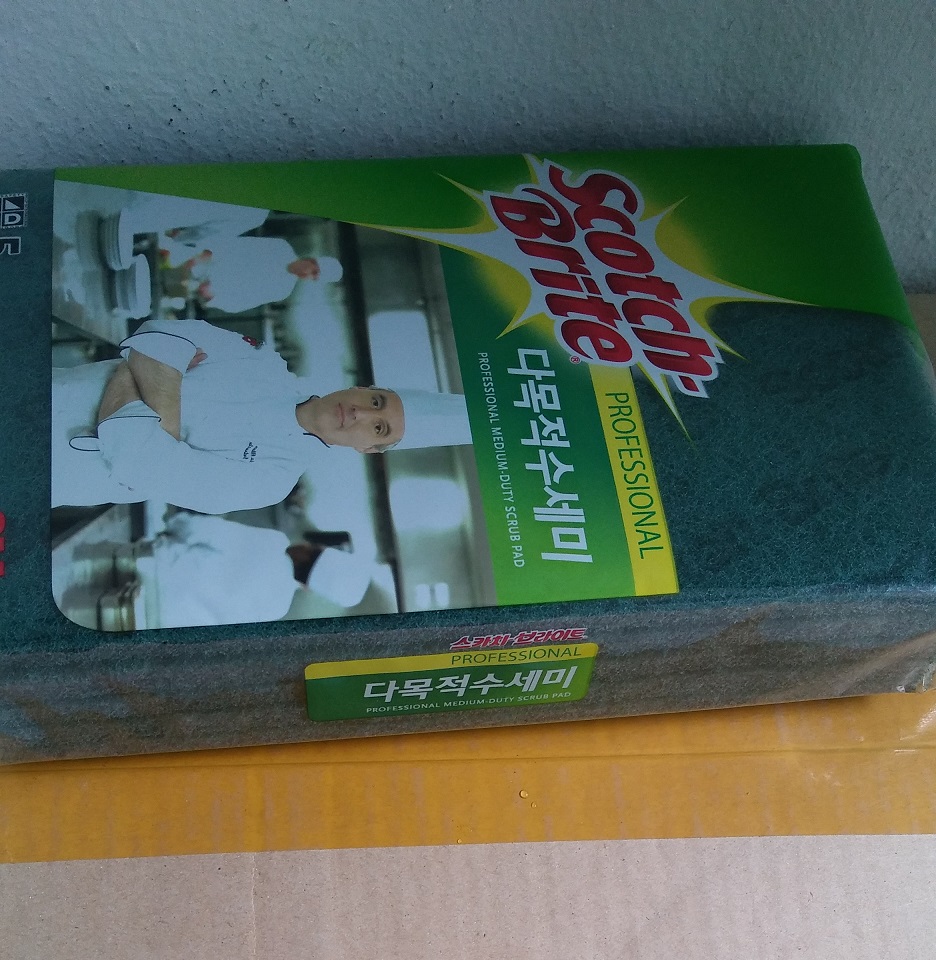 Scotch-
Brite®
PROFESSIONAL
다목적수세미
PROFESSIONAL MEDIUM-DUTY SCRUB PAD
스카치-브라이트
PROFESSIONAL
다목적수세미
PROFESSIONAL MEDIUM-DUTY SCRUB PAD